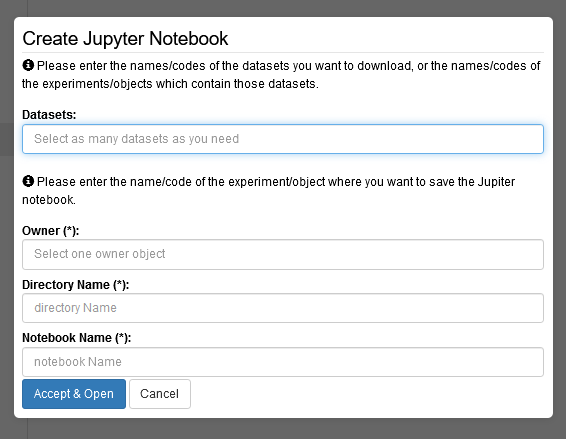 Create Jupyter Notebook
Please enter the names/codes of the datasets you want to download, or the names/codes of
the experiments/objects which contain those datasets.
Datasets:
Select as many datasets as you need
Please enter the name/code of the experiment/object where you want to save the Jupiter
notebook.
Owner (*):
Select one owner object
Directory Name (*):
directory Name
Notebook Name (*):
notebook Name
Accept & Open Cancel